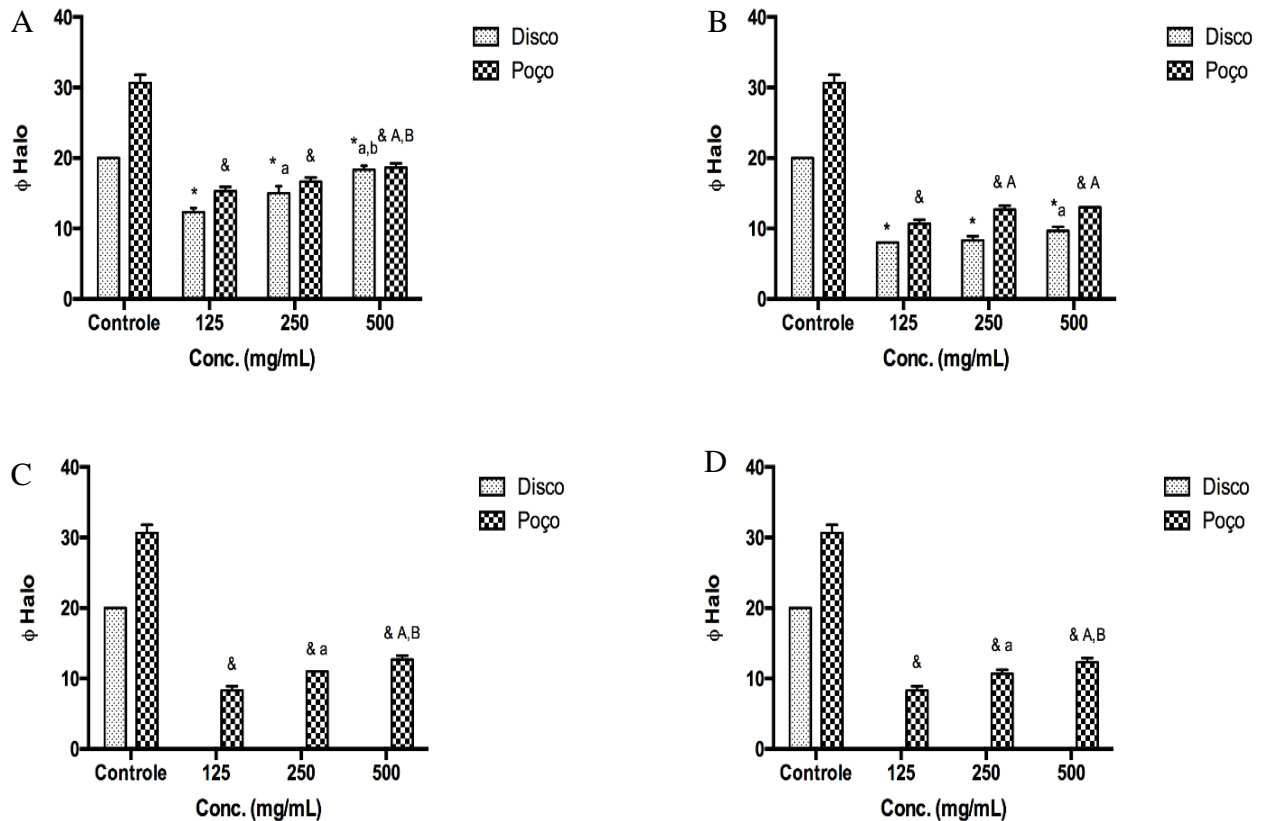 A
40
30
20
10
0
ϕ Halo
* & * a & * a,b & A,B
Controle 125 250 500
Conc. (mg/mL)
Disco
Poço
B
40
30
20
10
0
ϕ Halo
* & * & A * a & A
Controle 125 250 500
Conc. (mg/mL)
Disco
Poço
C
40
30
20
10
0
ϕ Halo
& & a & A,B
Controle 125 250 500
Conc. (mg/mL)
Disco
Poço
D
40
30
20
10
0
ϕ Halo
& & a & A,B
Controle 125 250 500
Conc. (mg/mL)
Disco
Poço